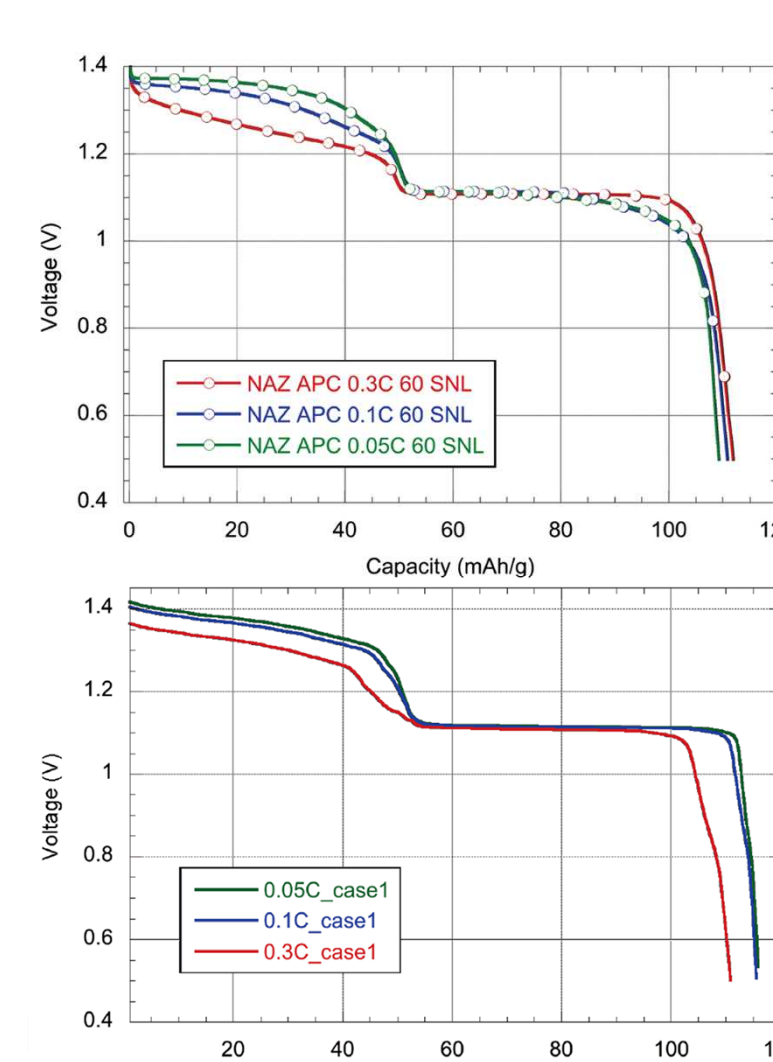 1.4
1.2
1
0.8
0.6
0.4
Voltage (V)
NAZ APC 0.3C 60 SNL
NAZ APC 0.1C 60 SNL
NAZ APC 0.05C 60 SNL
0 20 40 60 80 100
Capacity (mAh/g)
1.4
1.2
1
0.8
0.6
0.4
Voltage (V)
0.05C_case1
0.1C_case1
0.3C_case1
20 40 60 80 100